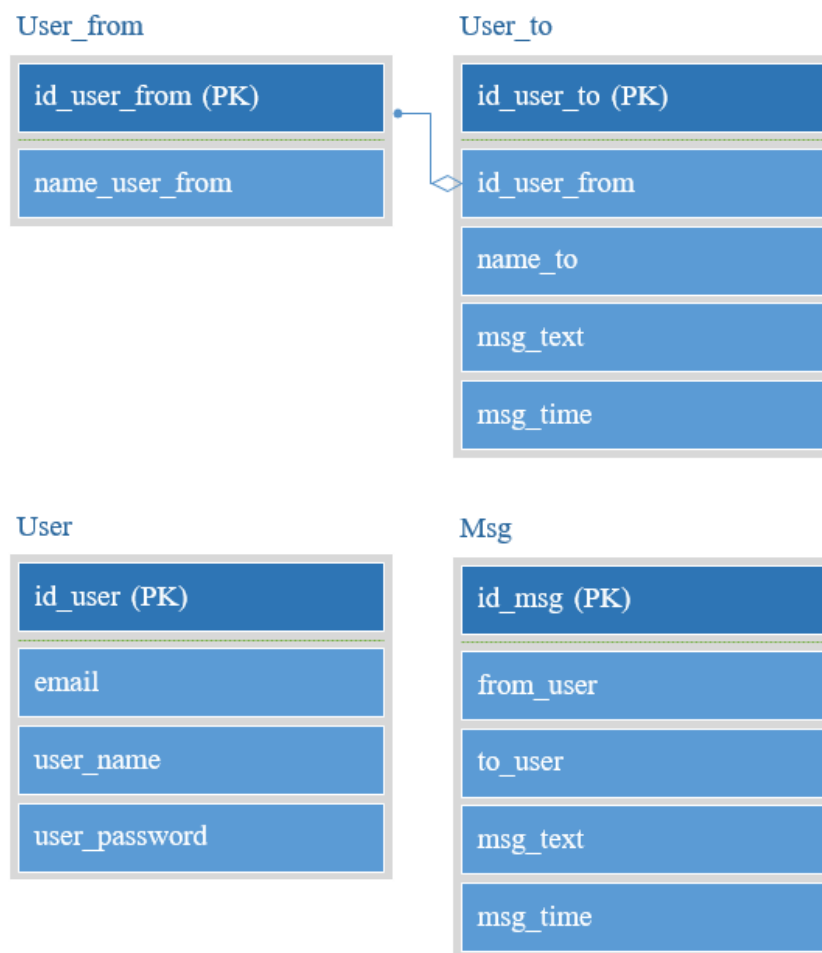 User_from
id_user_from (PK)
name_user_from
User_to
id_user_to (PK)
id_user_from
name_to
msg_text
msg_time
User
id_user (PK)
email
user_name
user_password
Msg
id_msg (PK)
from_user
to_user
msg_text
msg_time